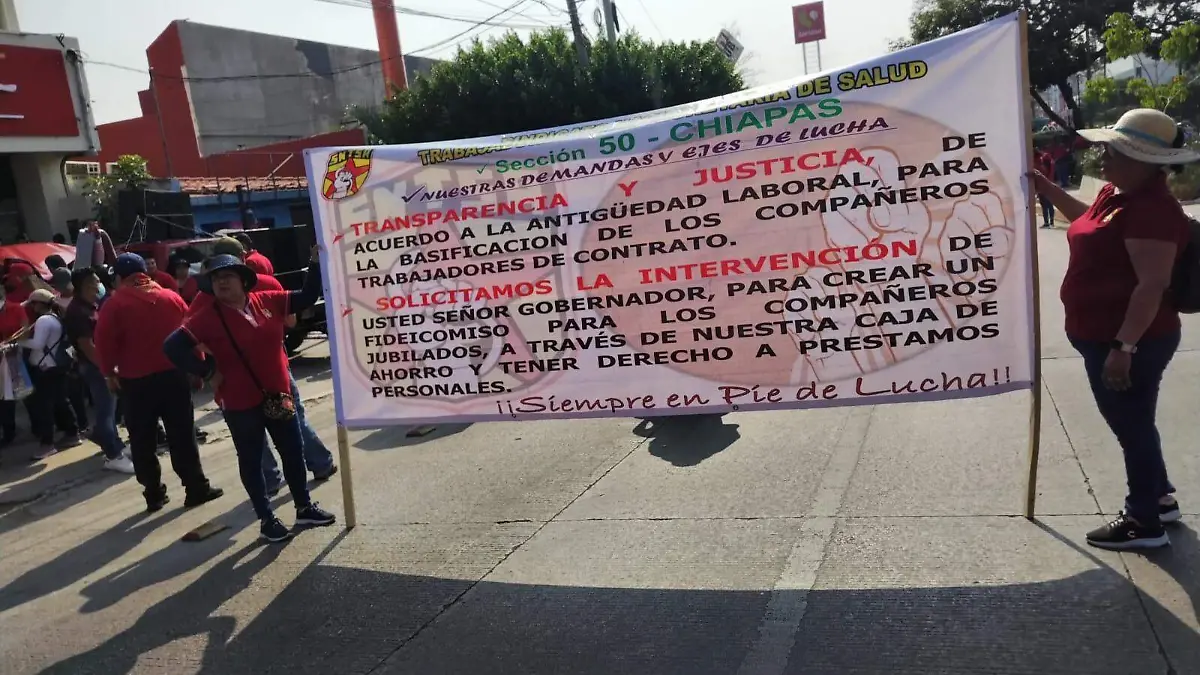 TRABAJADORES SINDICALIZADOS SECRETARIA DE SALUD
✓ Sección 50 - CHIAPAS
✓ NUESTRAS DEMANDAS Y EJES DE LUCHA
TRANSPARENCIA Y JUSTICIA, DE
ACUERDO A LA ANTIGÜEDAD LABORAL, PARA
LA BASIFICACION DE LOS COMPAÑEROS
TRABAJADORES DE CONTRATO.
SOLICITAMOS LA INTERVENCIÓN DE
USTED SEÑOR GOBERNADOR, PARA CREAR UN
FIDEICOMISO PARA LOS COMPAÑEROS
JUBILADOS, A TRAVÉS DE NUESTRA CAJA DE
AHORRO Y TENER DERECHO A PRESTAMOS
PERSONALES.
¡¡Siempre en Pie de Lucha!!